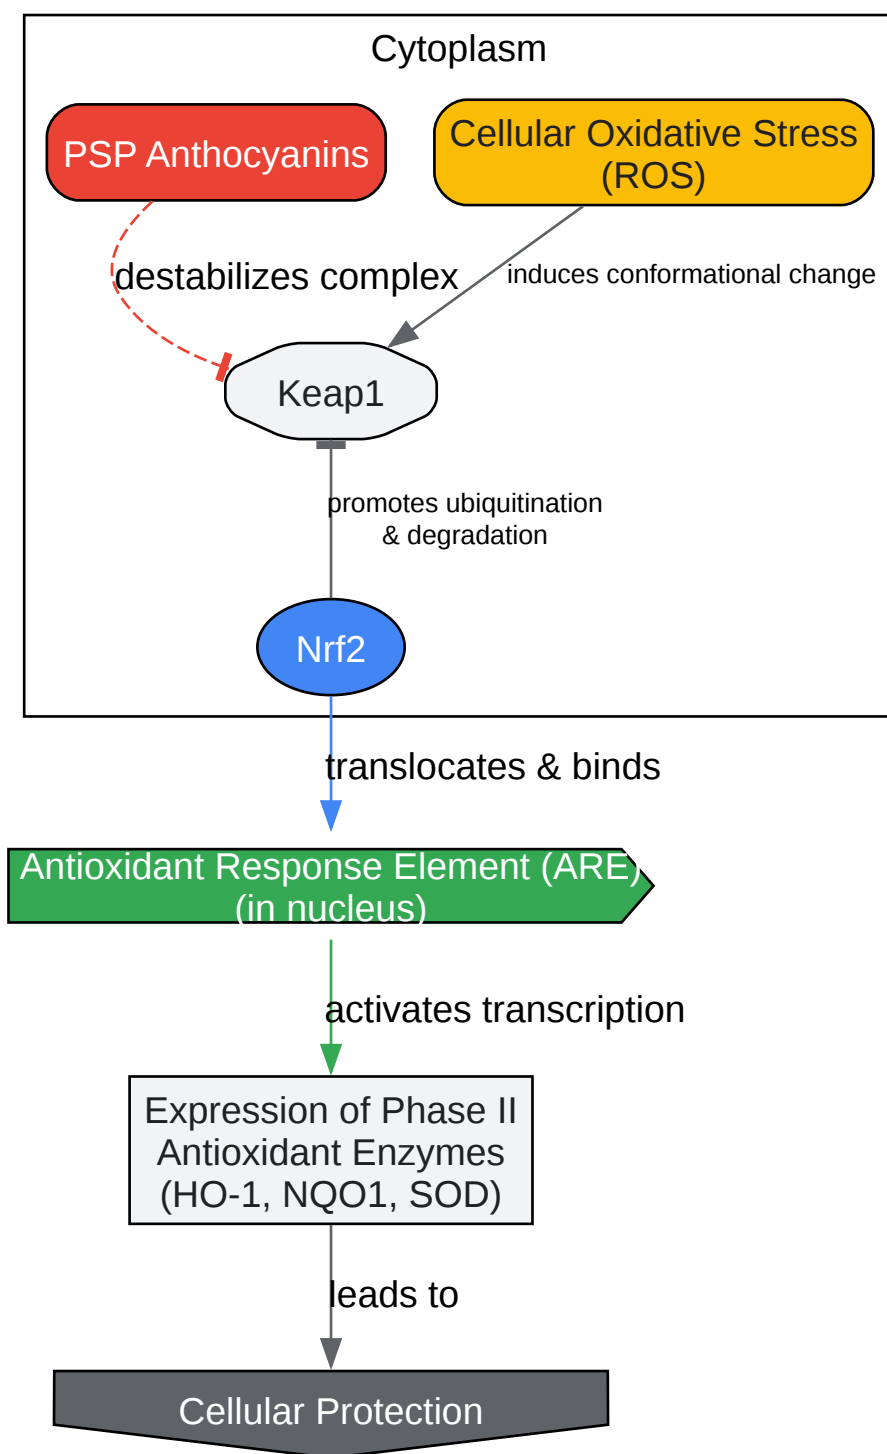 Cytoplasm
PSP Anthocyanins
Cellular Oxidative Stress
(ROS)
destabilizes complex
induces conformational change
Keap1
promotes ubiquitination
& degradation
Nrf2
translocates & binds
Antioxidant Response Element (ARE)
(in nucleus)
activates transcription
Expression of Phase II
Antioxidant Enzymes
(HO-1, NQO1, SOD)
leads to
Cellular Protection